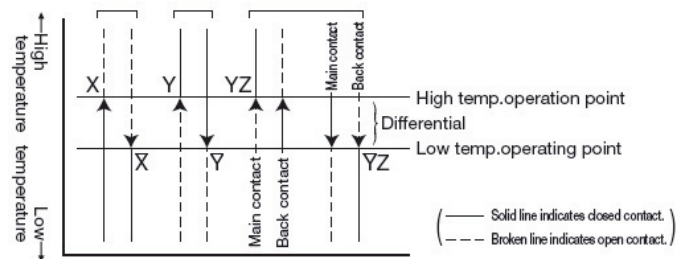 ←High temperature
Low→ temperature
X
Y
YZ
Main contact
Back contact
High temp.operation point
Differential
Low temp.operating point
X̄
Ȳ
Main contact
Back contact
ȲZ
Solid line indicates closed contact.
Broken line indicates open contact.